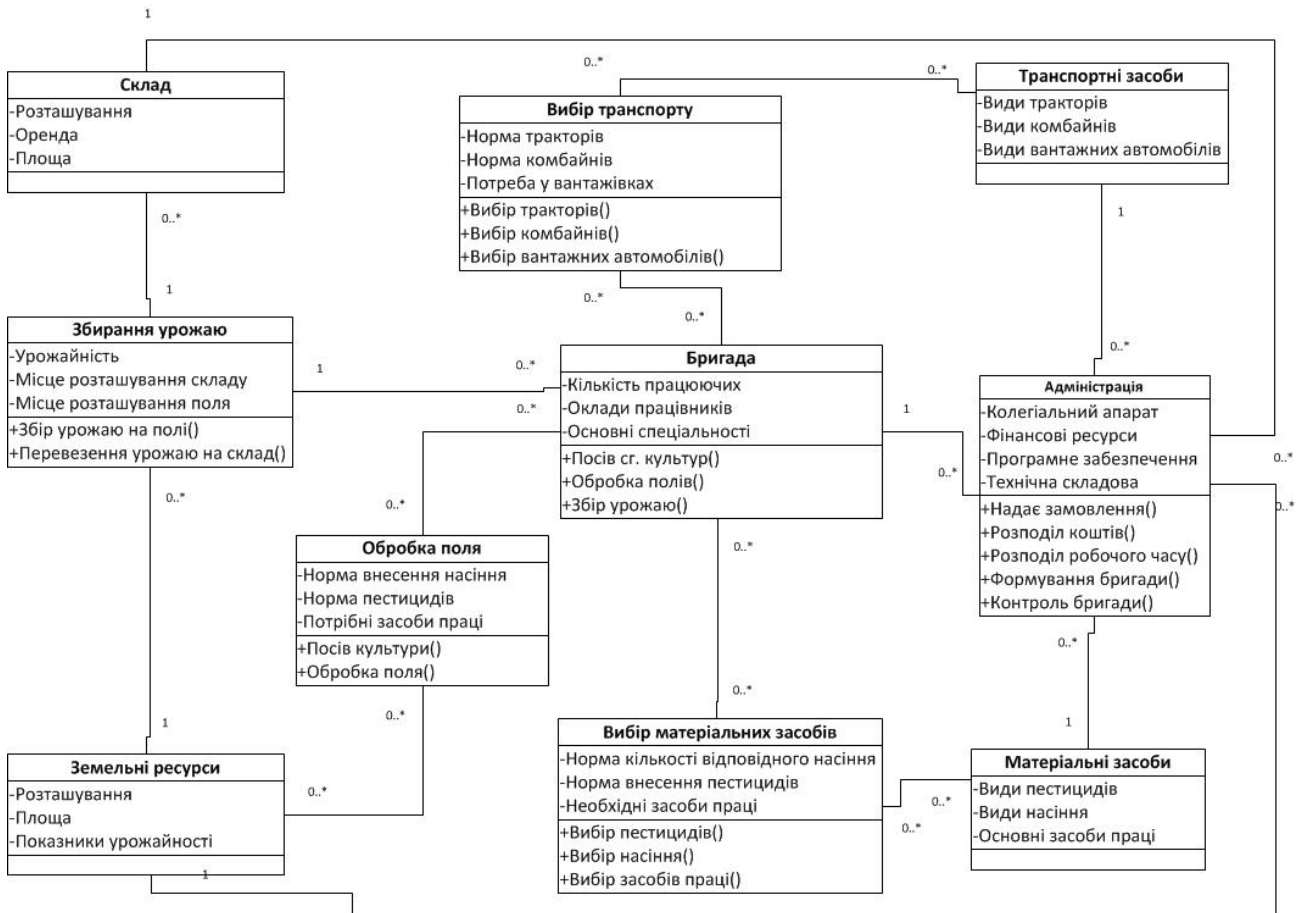 1
Склад
-Розташування
-Оренда
-Площа
0..*
1
0..*
0..*
Вибір транспорту
-Норма тракторів
-Норма комбайнів
-Потреба у вантажівках
+Вибір тракторів()
+Вибір комбайнів()
+Вибір вантажних автомобілів()
0..*
0..*
Транспортні засоби
-Види тракторів
-Види комбайнів
-Види вантажних автомобілів
1
0..*
Збирання урожаю
-Урожайність
-Місце розташування складу
-Місце розташування поля
+Збір урожаю на полі()
+Перевезення урожаю на склад()
1
0..*
0..*
0..*
Бригада
-Кількість працюючих
-Оклади працівників
-Основні спеціальності
+Посів сг. культур()
+Обробка полів()
+Збір урожаю()
1
0..*
0..*
Адміністрація
-Колегіальний апарат
-Фінансові ресурси
-Програмне забезпечення
-Технічна складова
+Надає замовлення()
+Розподіл коштів()
+Розподіл робочого часу()
+Формування бригади()
+Контроль бригади()
0..*
0..*
0..*
0..*
Обробка поля
-Норма внесення насіння
-Норма пестицидів
-Потрібні засоби праці
+Посів культури()
+Обробка поля()
0..*
0..*
1
1
Земельні ресурси
-Розташування
-Площа
-Показники урожайності
1
0..*
Вибір матеріальних засобів
-Норма кількості відповідного насіння
-Норма внесення пестицидів
-Необхідні засоби праці
+Вибір пестицидів()
+Вибір насіння()
+Вибір засобів праці()
0..*
0..*
Матеріальні засоби
-Види пестицидів
-Види насіння
-Основні засоби праці